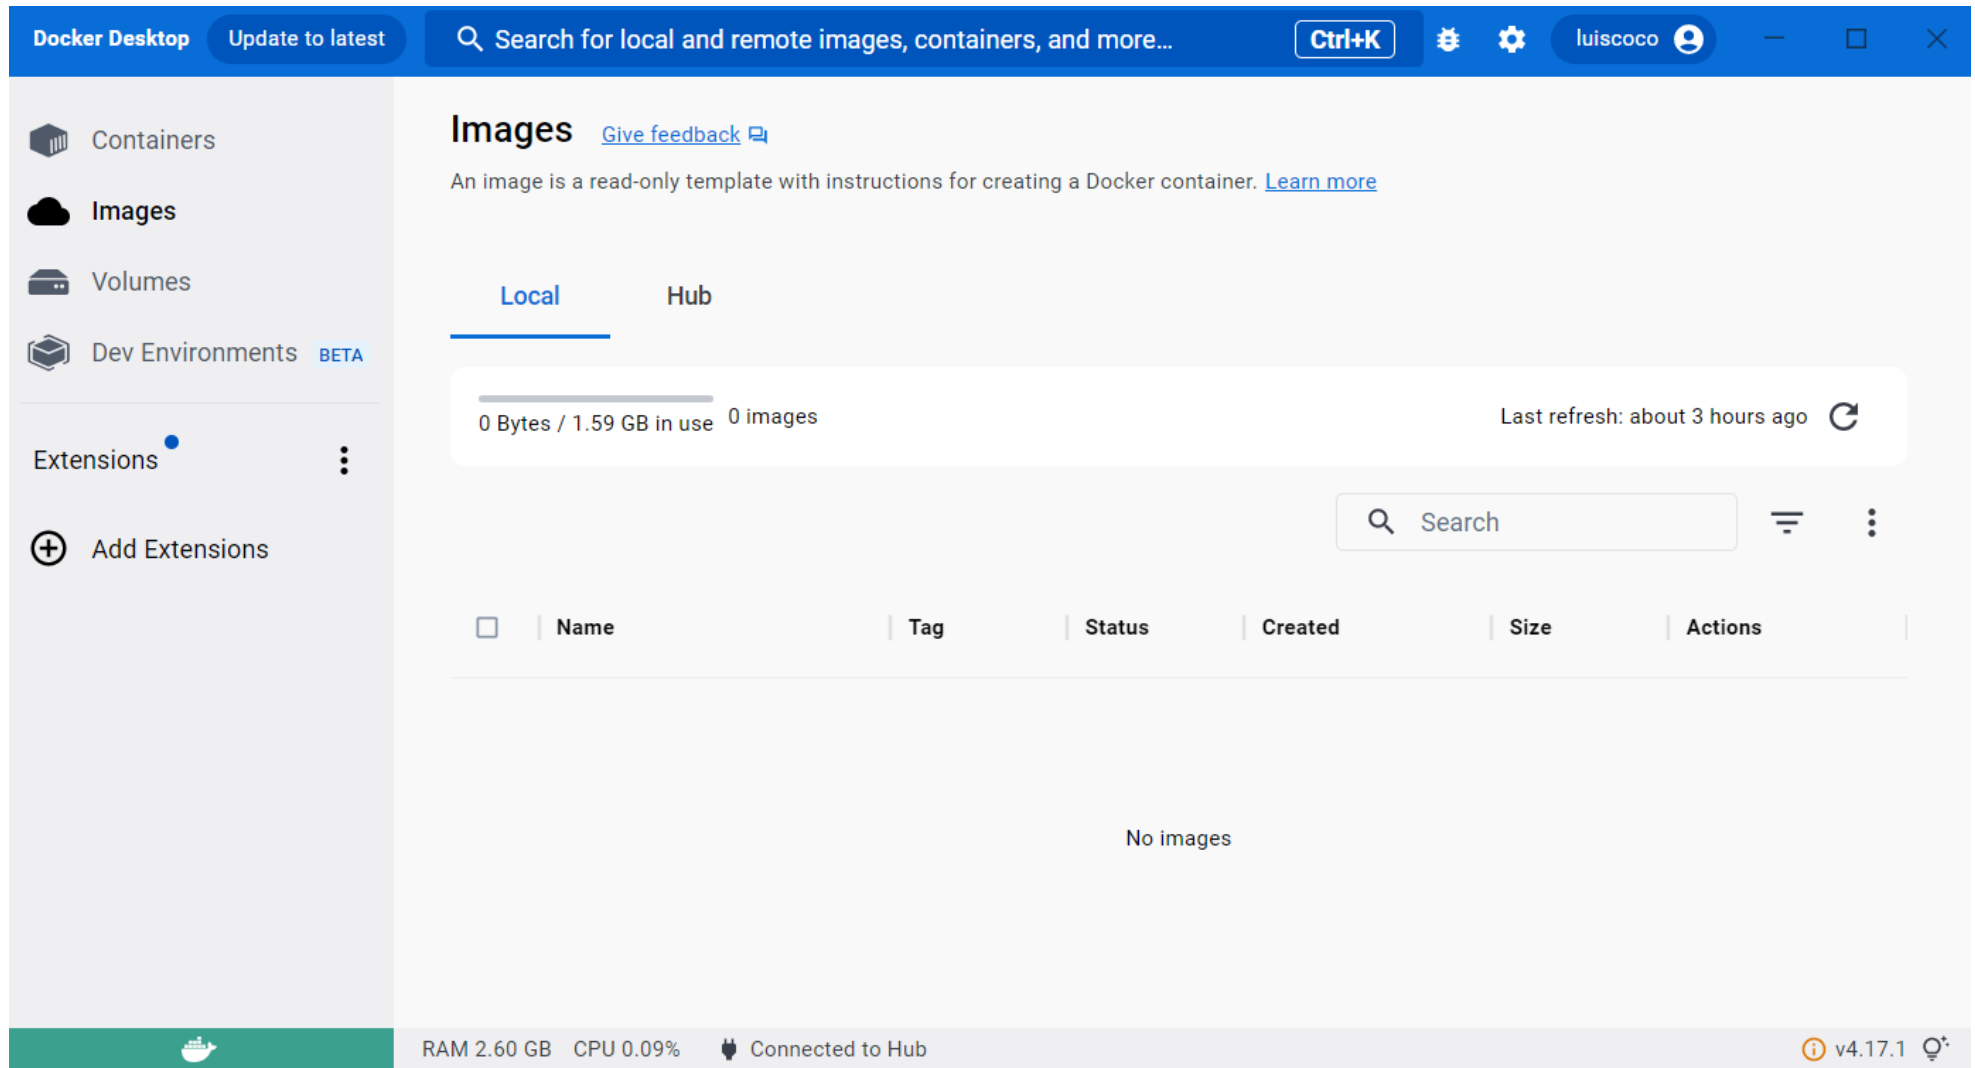 Docker Desktop Update to latest Search for local and remote images, containers, and more... Ctrl+K luiscoco
Containers
Images
Volumes
Dev Environments BETA
Extensions
Add Extensions
Images Give feedback
An image is a read-only template with instructions for creating a Docker container. Learn more
Local Hub
0 Bytes / 1.59 GB in use 0 images Last refresh: about 3 hours ago
Search
Name Tag Status Created Size Actions
No images
RAM 2.60 GB CPU 0.09% Connected to Hub v4.17.1